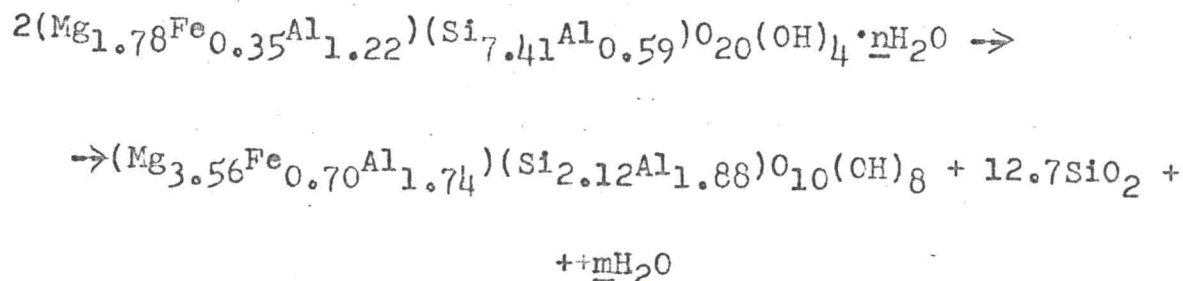 2(Mg1.78Fe0.35Al1.22)(Si7.41Al0.59)O20(OH)4·nH2O →
→(Mg3.56Fe0.70Al1.74)(Si2.12Al1.88)O10(OH)8 + 12.7SiO2 +
++mH2O